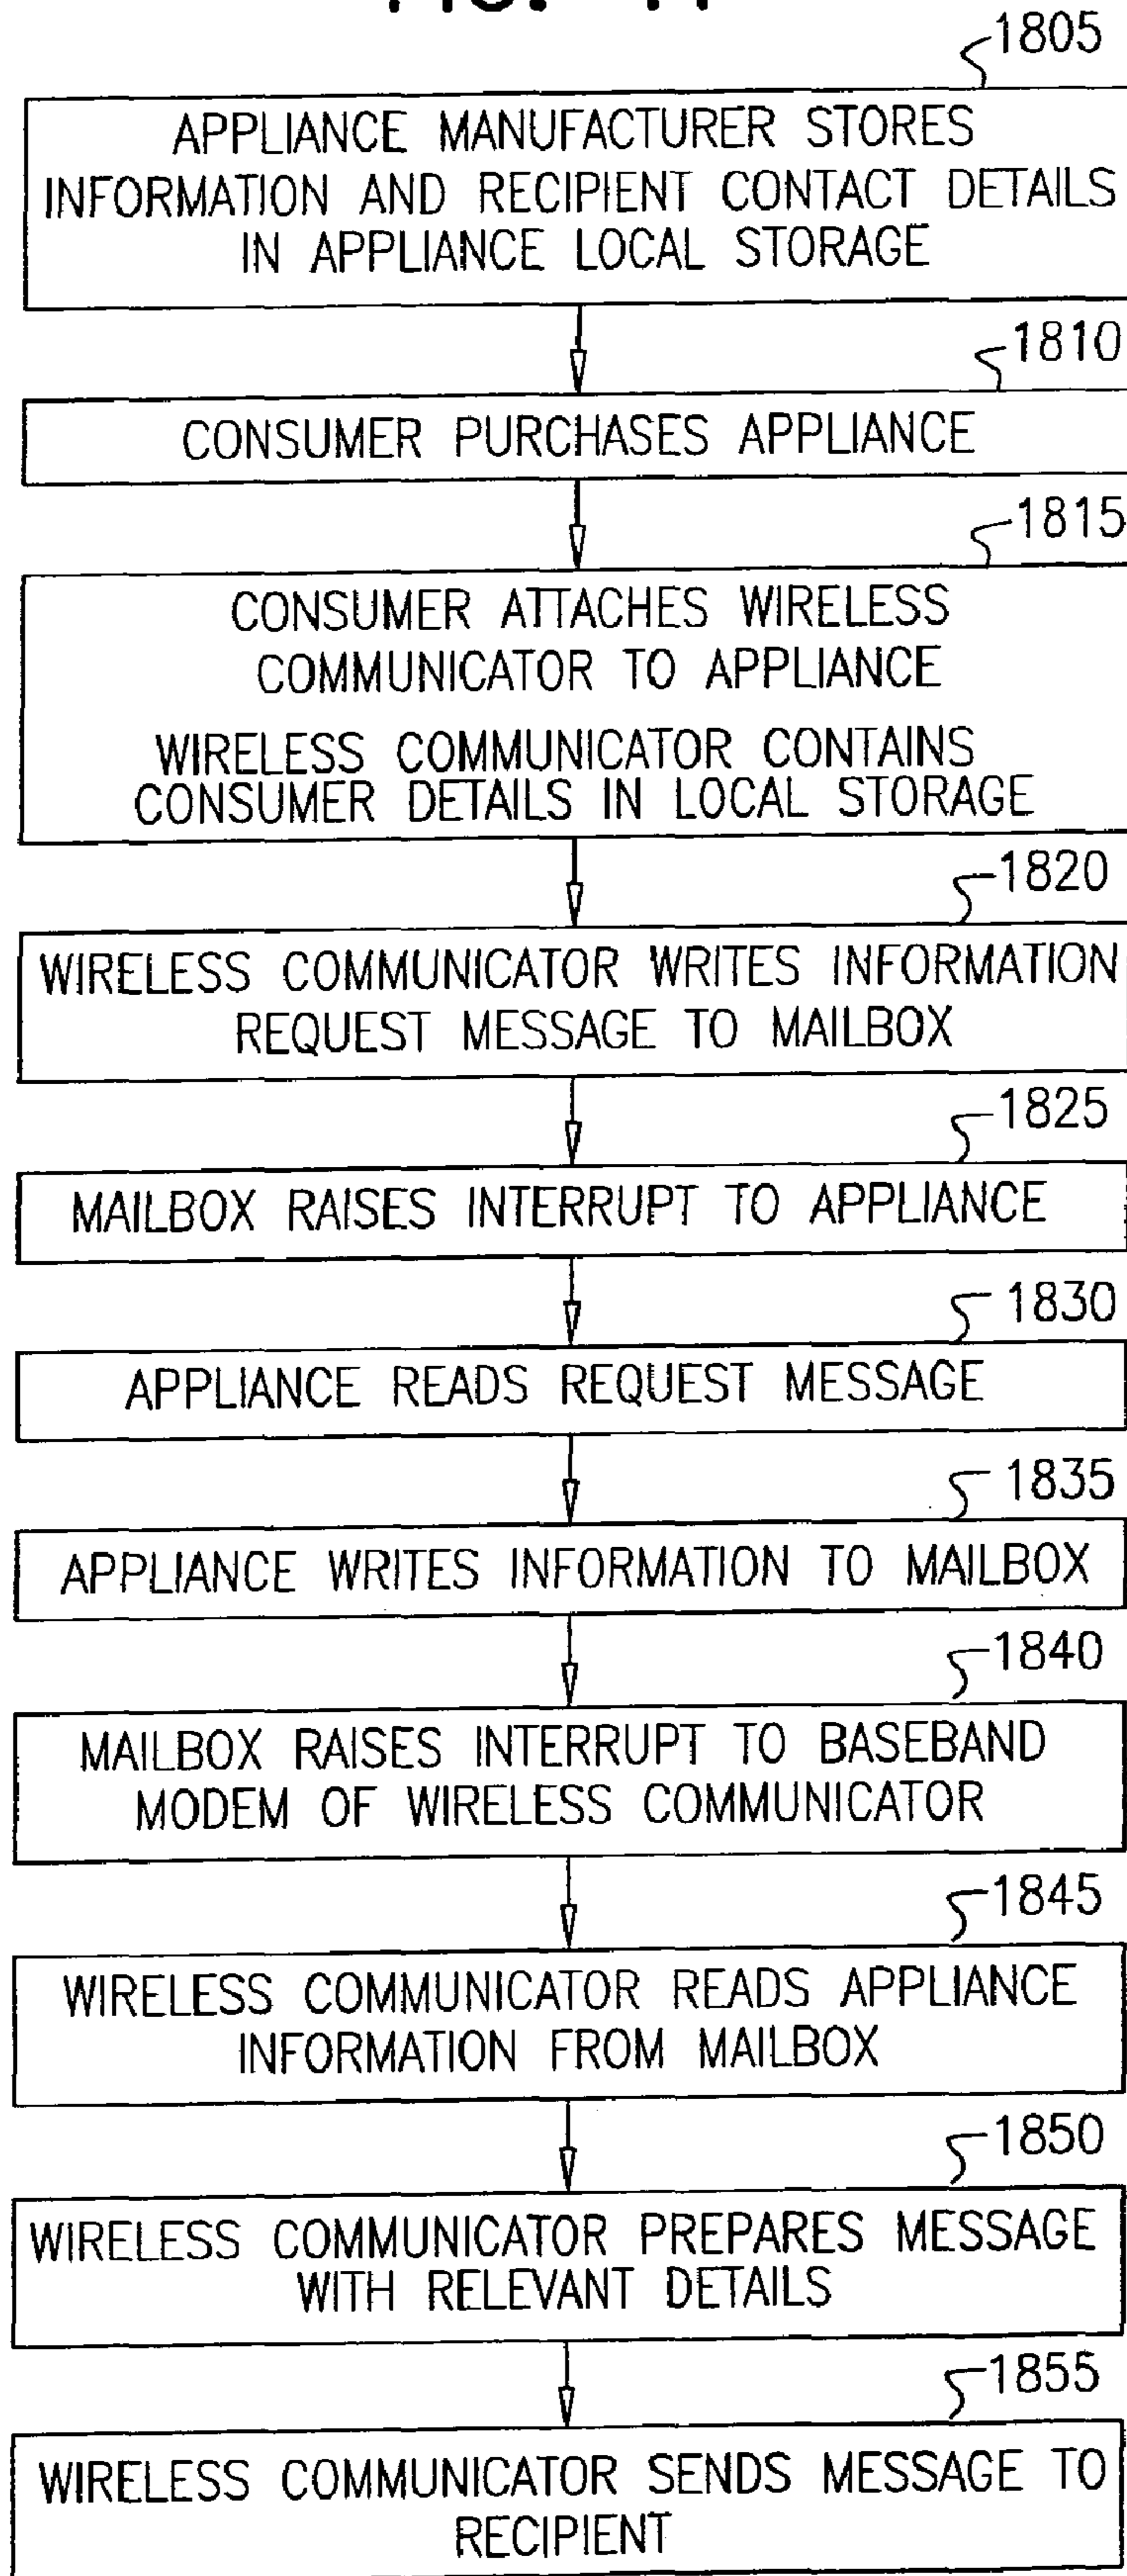 1805
APPLIANCE MANUFACTURER STORES
INFORMATION AND RECIPIENT CONTACT DETAILS
IN APPLIANCE LOCAL STORAGE
1810
CONSUMER PURCHASES APPLIANCE
1815
CONSUMER ATTACHES WIRELESS
COMMUNICATOR TO APPLIANCE
WIRELESS COMMUNICATOR CONTAINS
CONSUMER DETAILS IN LOCAL STORAGE
1820
WIRELESS COMMUNICATOR WRITES INFORMATION
REQUEST MESSAGE TO MAILBOX
1825
MAILBOX RAISES INTERRUPT TO APPLIANCE
1830
APPLIANCE READS REQUEST MESSAGE
1835
APPLIANCE WRITES INFORMATION TO MAILBOX
1840
MAILBOX RAISES INTERRUPT TO BASEBAND
MODEM OF WIRELESS COMMUNICATOR
1845
WIRELESS COMMUNICATOR READS APPLIANCE
INFORMATION FROM MAILBOX
1850
WIRELESS COMMUNICATOR PREPARES MESSAGE
WITH RELEVANT DETAILS
1855
WIRELESS COMMUNICATOR SENDS MESSAGE TO
RECIPIENT